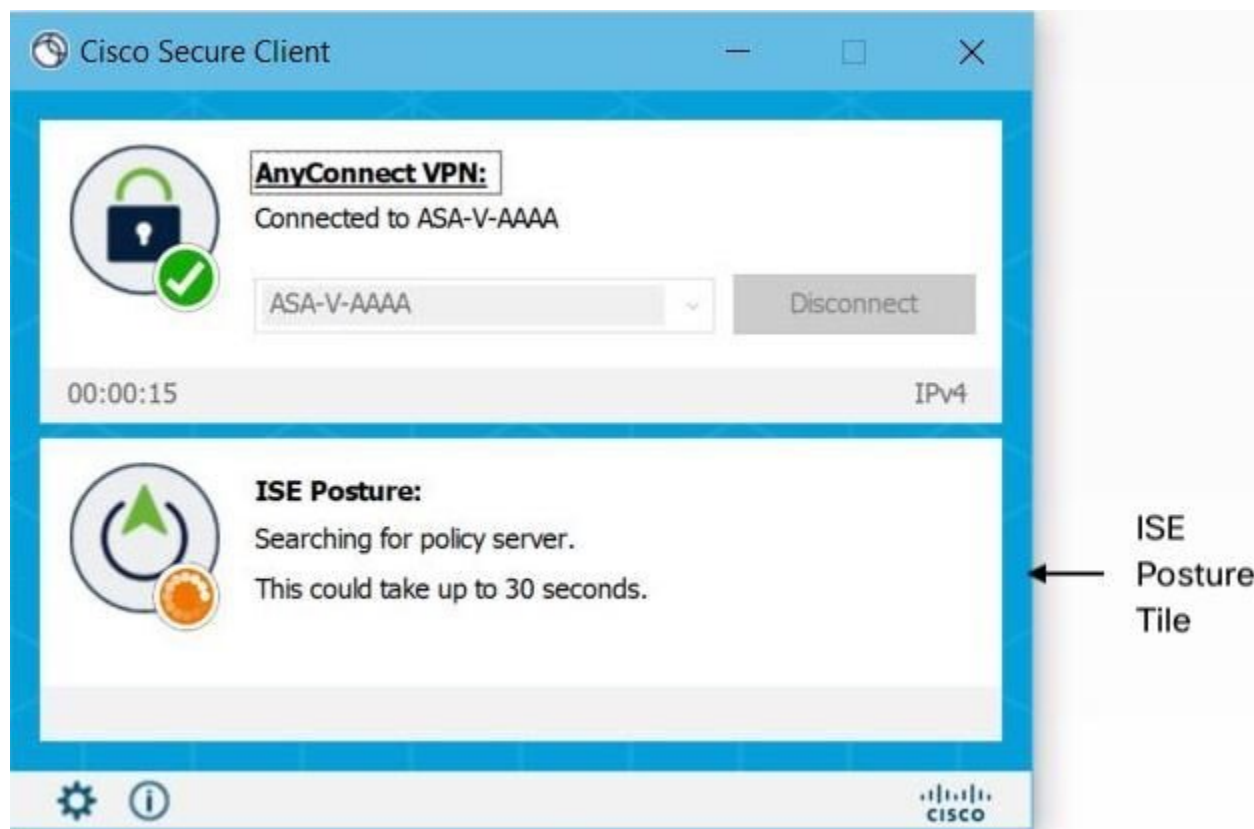 Cisco Secure Client
AnyConnect VPN:
Connected to ASA-V-AAAA
ASA-V-AAAA
Disconnect
00:00:15
IPv4
ISE Posture:
Searching for policy server.
This could take up to 30 seconds.
ISE
Posture
Tile
CISCO